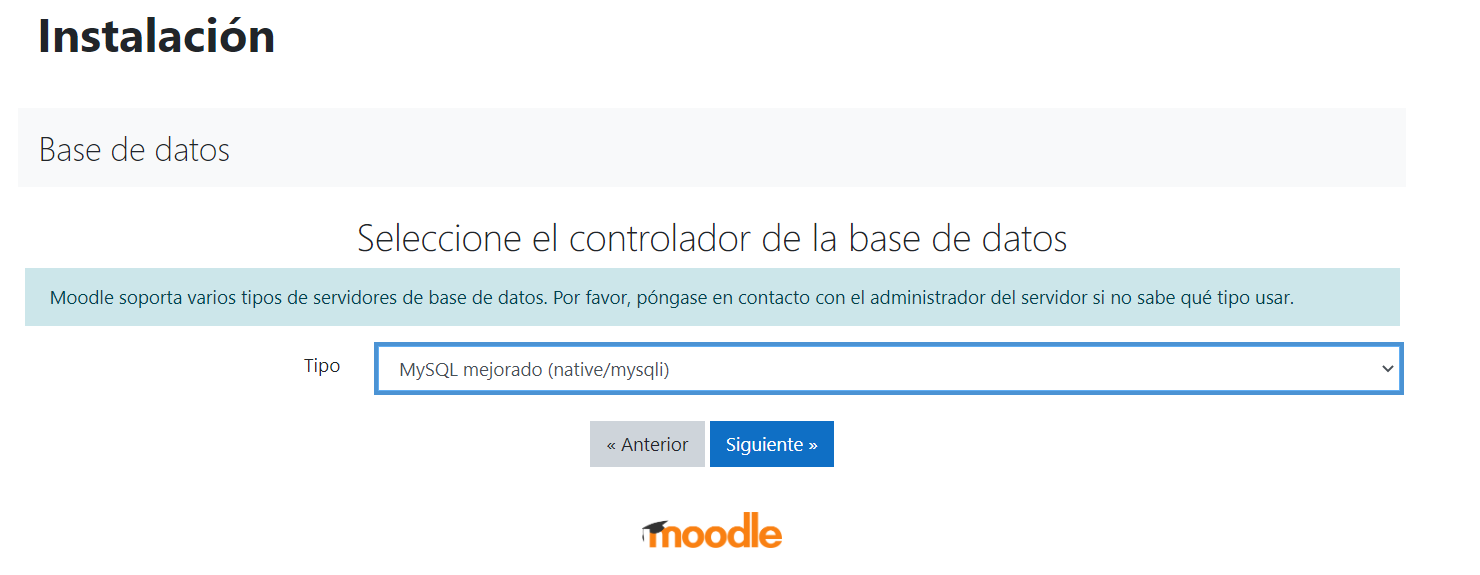 Instalación
Base de datos
Seleccione el controlador de la base de datos
Moodle soporta varios tipos de servidores de base de datos. Por favor, póngase en contacto con el administrador del servidor si no sabe qué tipo usar.
Tipo
MySQL mejorado (native/mysqli)
« Anterior
Siguiente »
moodle